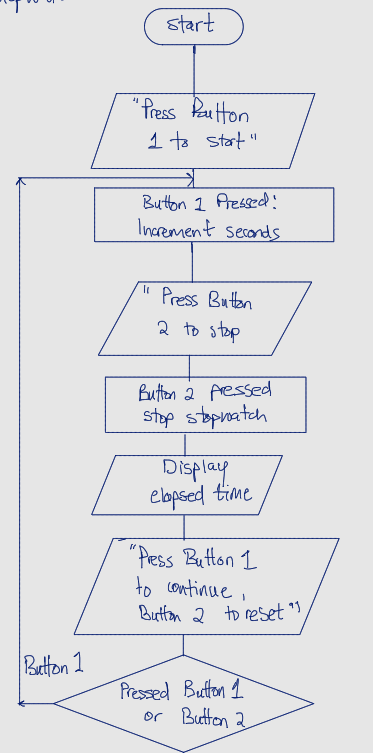 start
"Press Button
1 to start"
Button 1 Pressed:
Increment seconds
" Press Button
2 to stop
Button 2 pressed
stop stopwatch
Display
elapsed time
"Press Button 1
to continue,
Button 2 to reset"
Button 1
Pressed Button 1
or Button 2